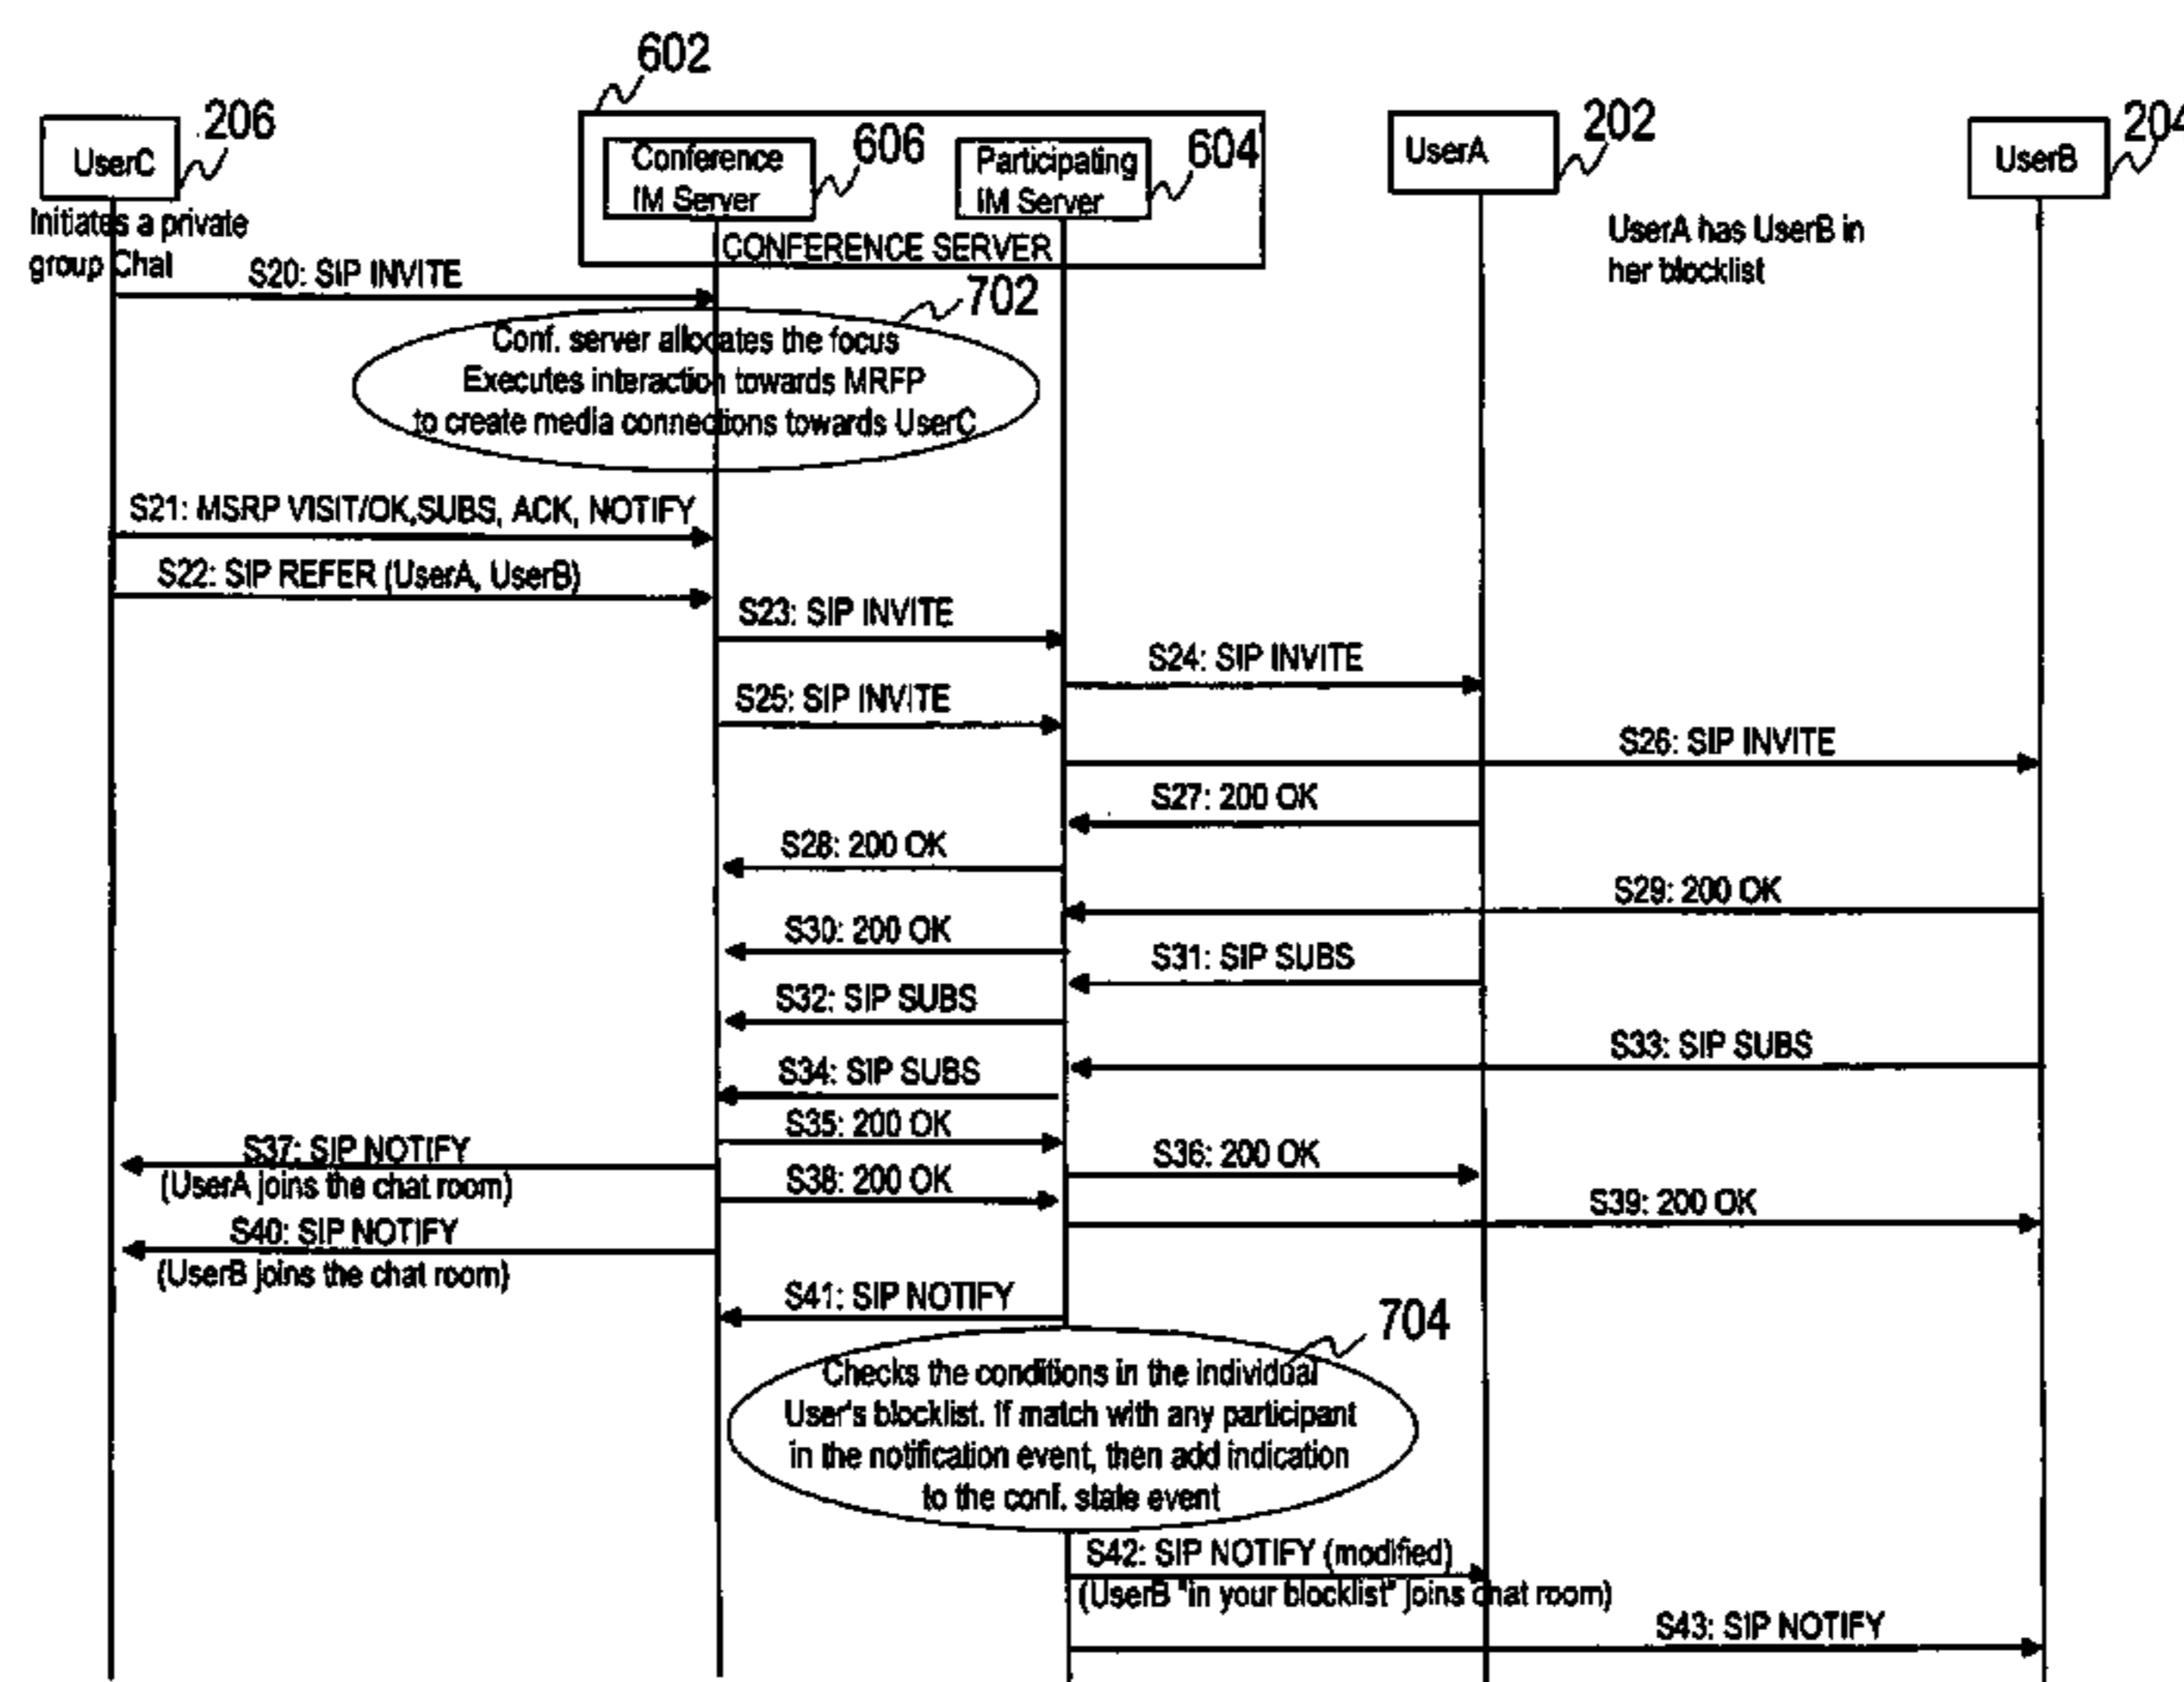 602
206
606
604
202
204
UserC
Conference
IM Server
Participating
IM Server
UserA
UserB
CONFERENCE SERVER
Initiates a private
group Chat
UserA has UserB in
her blocklist
S20: SIP INVITE
702
Conf. server allocates the focus
Executes interaction towards MRFP
to create media connections towards UserC
S21: MSRP VISIT/OK,SUBS, ACK, NOTIFY
S22: SIP REFER (UserA, UserB)
S23: SIP INVITE
S24: SIP INVITE
S25: SIP INVITE
S26: SIP INVITE
S27: 200 OK
S28: 200 OK
S29: 200 OK
S30: 200 OK
S31: SIP SUBS
S32: SIP SUBS
S33: SIP SUBS
S34: SIP SUBS
S35: 200 OK
S36: 200 OK
S37: SIP NOTIFY
(UserA joins the chat room)
S38: 200 OK
S39: 200 OK
S40: SIP NOTIFY
(UserB joins the chat room)
S41: SIP NOTIFY
704
Checks the conditions in the individual
User's blocklist. If match with any participant
in the notification event, then add indication
to the conf. state event
S42: SIP NOTIFY (modified)
(UserB "in your blocklist" joins chat room)
S43: SIP NOTIFY